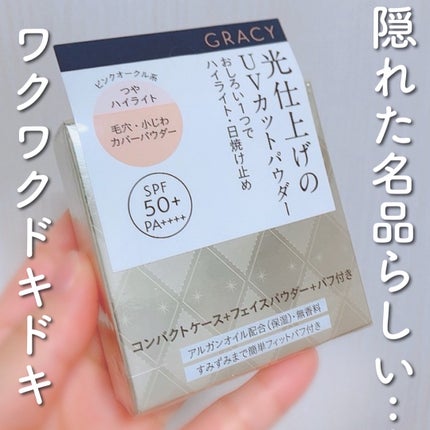 隠れた名品らしい…
ワクワクドキドキ
GRACY
光仕上げの
UVカットパウダー
おしろい1つで
ハイライト・日焼け止め
ピンクオークル系
つや
ハイライト
毛穴・小じわ
カバーパウダー
SPF
50+
PA++++
コンパクトケース+フェイスパウダー+パフ付き
アルガンオイル配合(保湿)・無香料
すみずみまで簡単フィットパフ付き